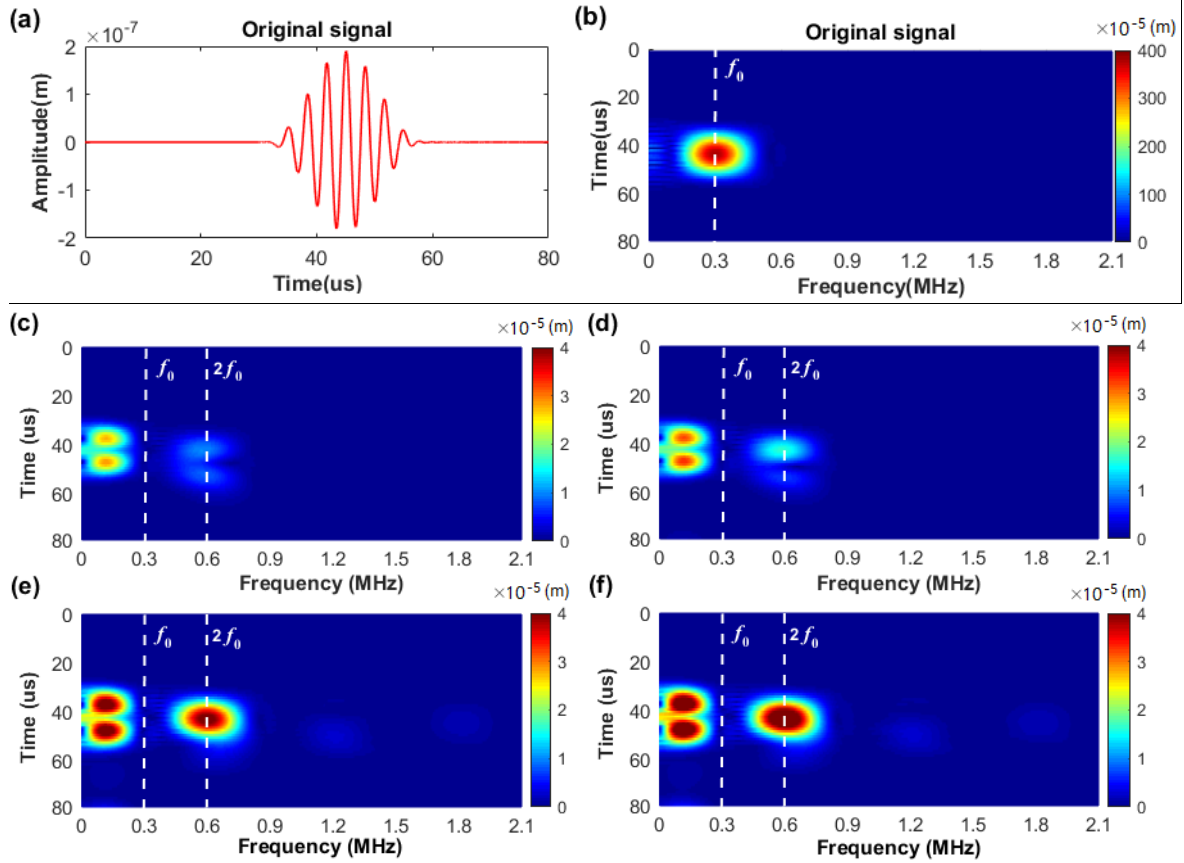 (a)
Original signal
×10⁻⁷
Amplitude(m)
2
1
0
-1
-2
0 20 40 60 80
Time(us)
(b)
Original signal
×10⁻⁵ (m)
f₀
Time(us)
0
20
40
60
80
0 0.3 0.6 0.9 1.2 1.5 1.8 2.1
Frequency(MHz)
400
300
200
100
0
(c)
×10⁻⁵ (m)
f₀ 2f₀
Time (us)
0
20
40
60
80
0 0.3 0.6 0.9 1.2 1.5 1.8 2.1
Frequency (MHz)
4
3
2
1
0
(d)
×10⁻⁵ (m)
f₀ 2f₀
Time (us)
0
20
40
60
80
0 0.3 0.6 0.9 1.2 1.5 1.8 2.1
Frequency (MHz)
4
3
2
1
0
(e)
×10⁻⁵ (m)
f₀ 2f₀
Time (us)
0
20
40
60
80
0 0.3 0.6 0.9 1.2 1.5 1.8 2.1
Frequency (MHz)
4
3
2
1
0
(f)
×10⁻⁵ (m)
f₀ 2f₀
Time (us)
0
20
40
60
80
0 0.3 0.6 0.9 1.2 1.5 1.8 2.1
Frequency (MHz)
4
3
2
1
0